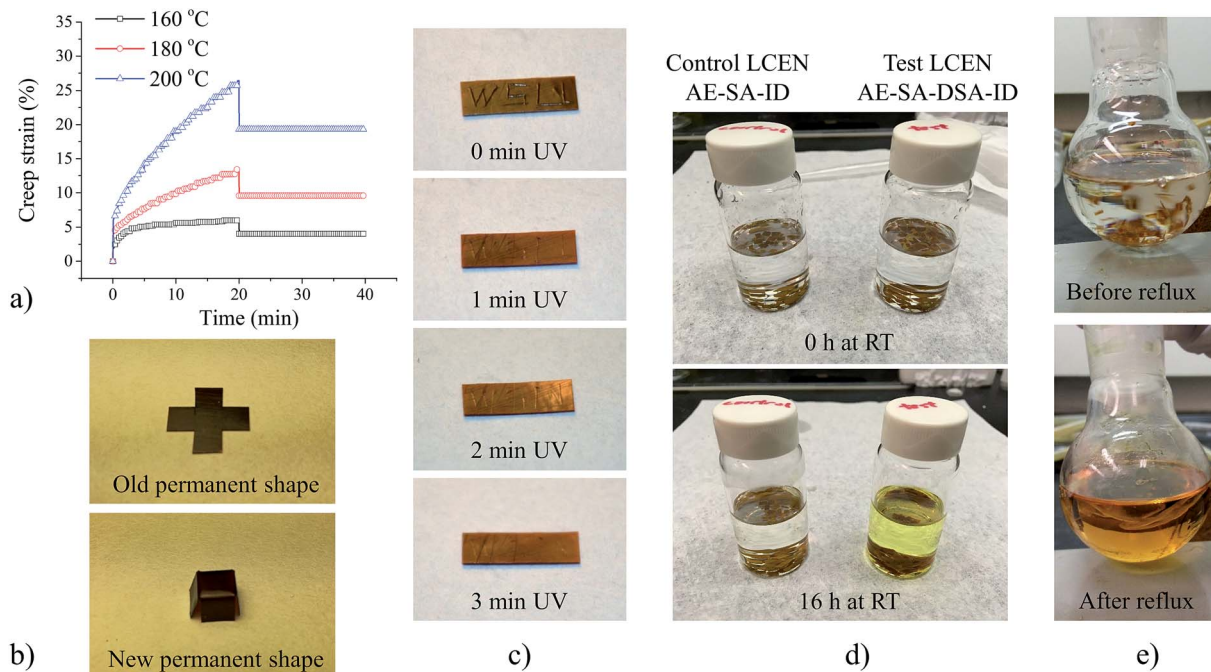 35
30
25
20
15
10
5
0
Creep strain (%)
160 °C
180 °C
200 °C
0
10
20
30
40
Time (min)
a)
Old permanent shape
New permanent shape
b)
W S U
0 min UV
1 min UV
2 min UV
3 min UV
c)
Control LCEN
AE-SA-ID
Test LCEN
AE-SA-DSA-ID
control
test
0 h at RT
control
test
16 h at RT
d)
Before reflux
After reflux
e)